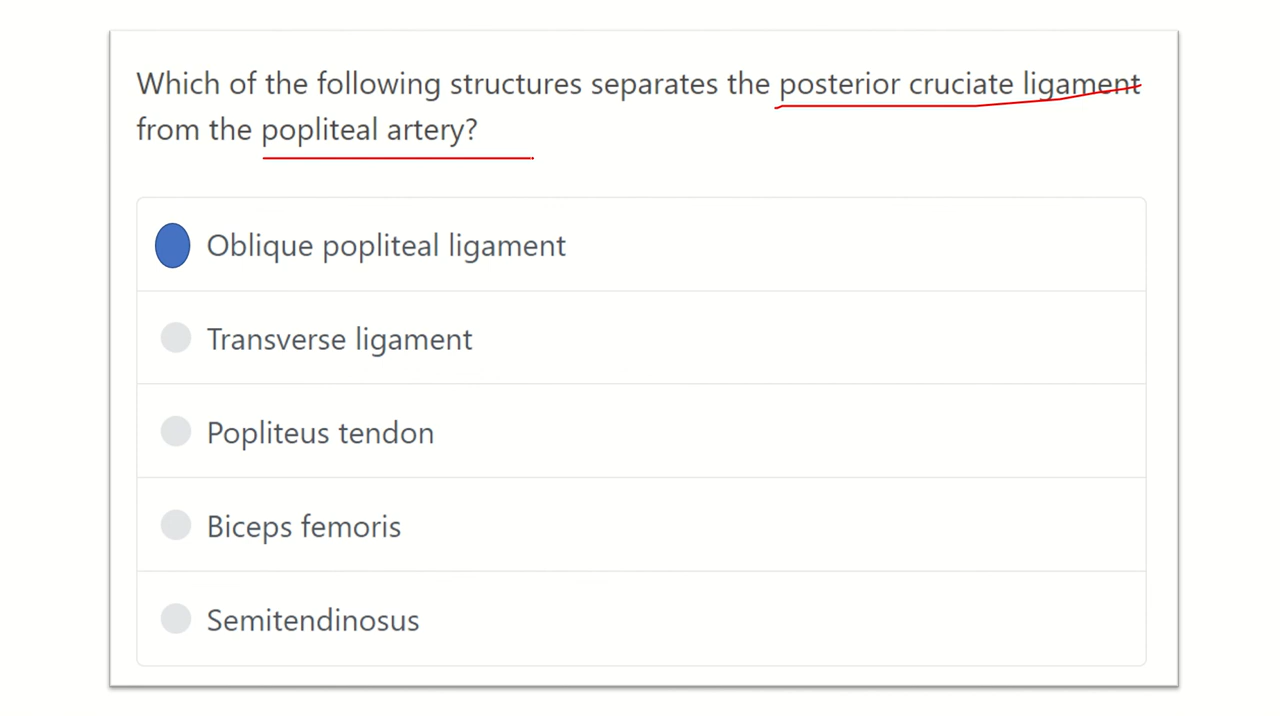 Which of the following structures separates the posterior cruciate ligament
from the popliteal artery?
Oblique popliteal ligament
Transverse ligament
Popliteus tendon
Biceps femoris
Semitendinosus